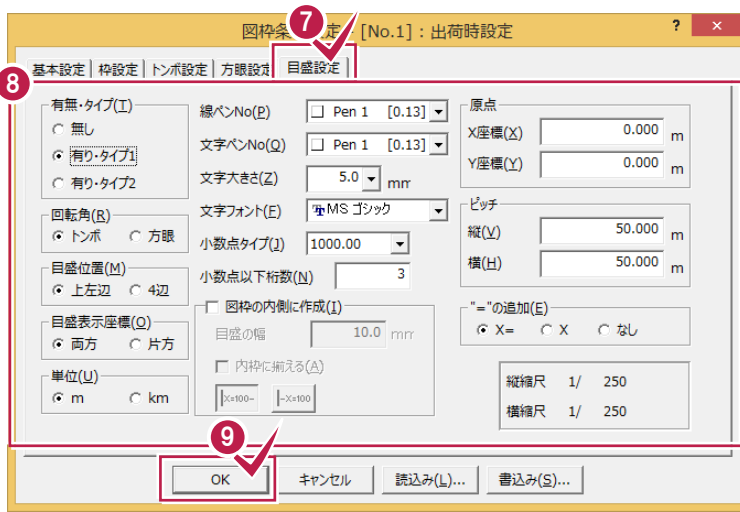 図枠条 定 - [No.1]：出荷時設定 ? ×
7
基本設定 枠設定 トンボ設定 方眼設定 目盛設定
8
有無・タイプ(T)
無し
有り・タイプ1
有り・タイプ2
回転角(R)
トンボ 方眼
目盛位置(M)
上左辺 4辺
目盛表示座標(O)
両方 片方
単位(U)
m km
線ペンNo(P) Pen 1 [0.13]
文字ペンNo(Q) Pen 1 [0.13]
文字大きさ(Z) 5.0 mm
文字フォント(F) MS ゴシック
小数点タイプ(J) 1000.00
小数点以下桁数(N) 3
図枠の内側に作成(I)
目盛の幅 10.0 mm
内枠に揃える(A)
X=100- -X=100
原点
X座標(X) 0.000 m
Y座標(Y) 0.000 m
ピッチ
縦(V) 50.000 m
横(H) 50.000 m
"="の追加(E)
X= X なし
縦縮尺 1/ 250
横縮尺 1/ 250
9
OK キャンセル 読込み(L)... 書込み(S)...